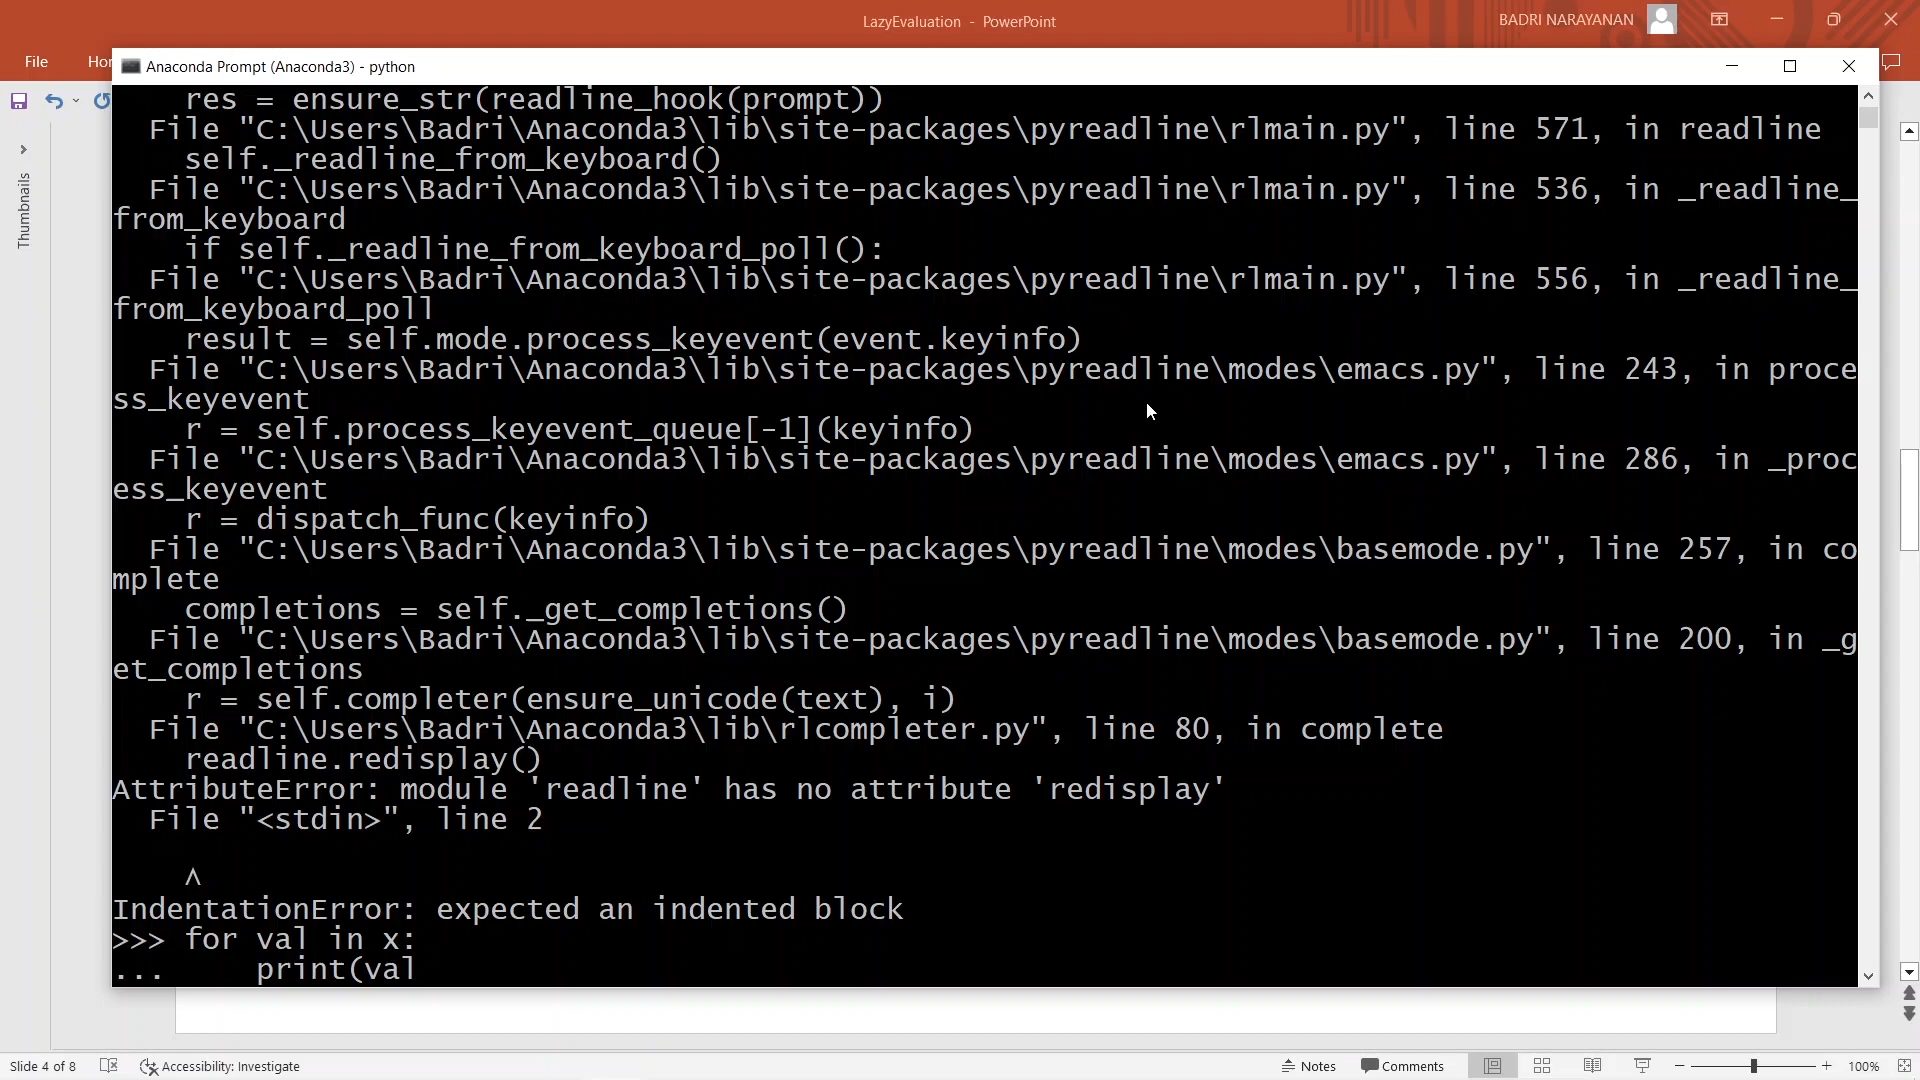 LazyEvaluation - PowerPoint
BADRI NARAYANAN
File
Hor
Anaconda Prompt (Anaconda3) - python
Thumbnails
    res = ensure_str(readline_hook(prompt))
  File "C:\Users\Badri\Anaconda3\lib\site-packages\pyreadline\rlmain.py", line 571, in readline
    self._readline_from_keyboard()
  File "C:\Users\Badri\Anaconda3\lib\site-packages\pyreadline\rlmain.py", line 536, in _readline_
from_keyboard
    if self._readline_from_keyboard_poll():
  File "C:\Users\Badri\Anaconda3\lib\site-packages\pyreadline\rlmain.py", line 556, in _readline_
from_keyboard_poll
    result = self.mode.process_keyevent(event.keyinfo)
  File "C:\Users\Badri\Anaconda3\lib\site-packages\pyreadline\modes\emacs.py", line 243, in proce
ss_keyevent
    r = self.process_keyevent_queue[-1](keyinfo)
  File "C:\Users\Badri\Anaconda3\lib\site-packages\pyreadline\modes\emacs.py", line 286, in _proc
ess_keyevent
    r = dispatch_func(keyinfo)
  File "C:\Users\Badri\Anaconda3\lib\site-packages\pyreadline\modes\basemode.py", line 257, in co
mplete
    completions = self._get_completions()
  File "C:\Users\Badri\Anaconda3\lib\site-packages\pyreadline\modes\basemode.py", line 200, in _g
et_completions
    r = self.completer(ensure_unicode(text), i)
  File "C:\Users\Badri\Anaconda3\lib\rlcompleter.py", line 80, in complete
    readline.redisplay()
AttributeError: module 'readline' has no attribute 'redisplay'
  File "<stdin>", line 2
    ^
IndentationError: expected an indented block
>>> for val in x:
...     print(val
Slide 4 of 8
Accessibility: Investigate
Notes
Comments
100%